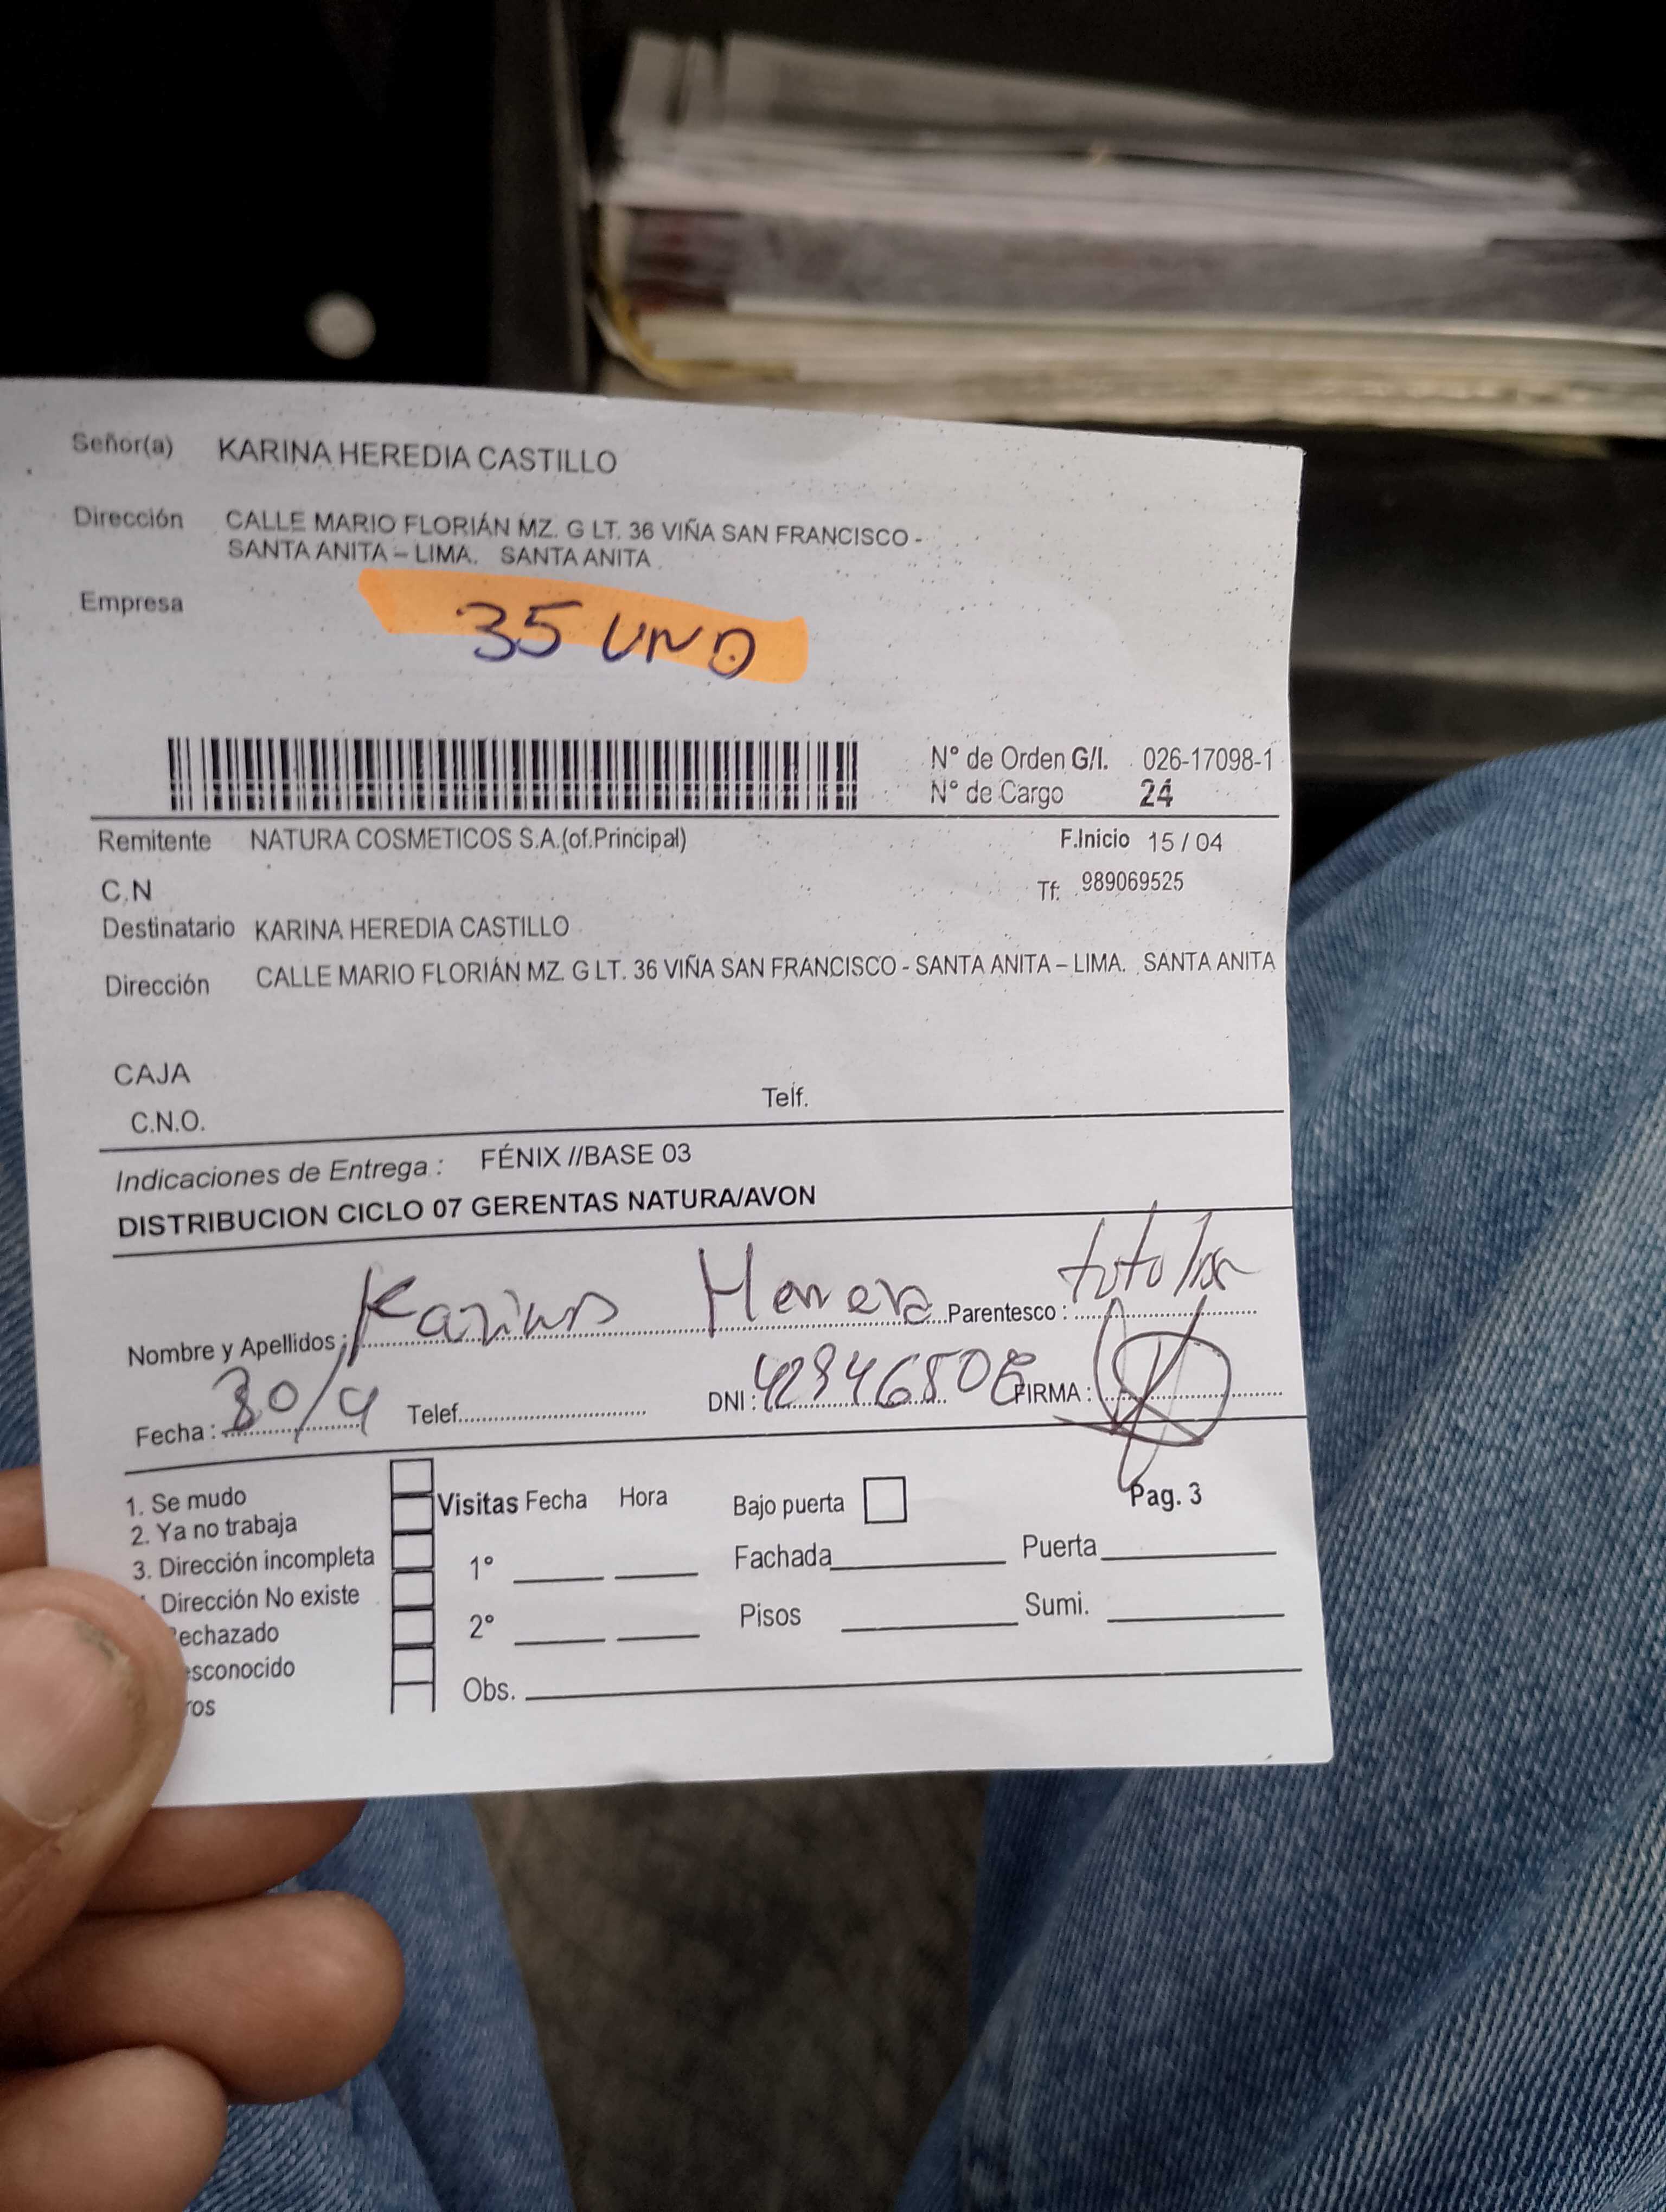 Señor(a) KARINA HEREDIA CASTILLO
Dirección CALLE MARIO FLORIÁN MZ. G LT. 36 VIÑA SAN FRANCISCO -
SANTA ANITA – LIMA. SANTA ANITA
Empresa
35 UND
N° de Orden G/I. 026-17098-1
N° de Cargo 24
Remitente NATURA COSMETICOS S.A.(of.Principal) F.Inicio 15 / 04
C.N Tf: 989069525
Destinatario KARINA HEREDIA CASTILLO
Dirección CALLE MARIO FLORIÁN MZ. G LT. 36 VIÑA SAN FRANCISCO - SANTA ANITA – LIMA. SANTA ANITA
CAJA
C.N.O. Telf.
Indicaciones de Entrega : FÉNIX //BASE 03
DISTRIBUCION CICLO 07 GERENTAS NATURA/AVON
Nombre y Apellidos : Karina Parentesco : titular
Fecha : 30/4 Telef. DNI : FIRMA :
1. Se mudo
2. Ya no trabaja
3. Dirección incompleta
Dirección No existe
echazado
sconocido
ros
Visitas Fecha Hora Bajo puerta Pag. 3
1° Fachada Puerta
2° Pisos Sumi.
Obs.